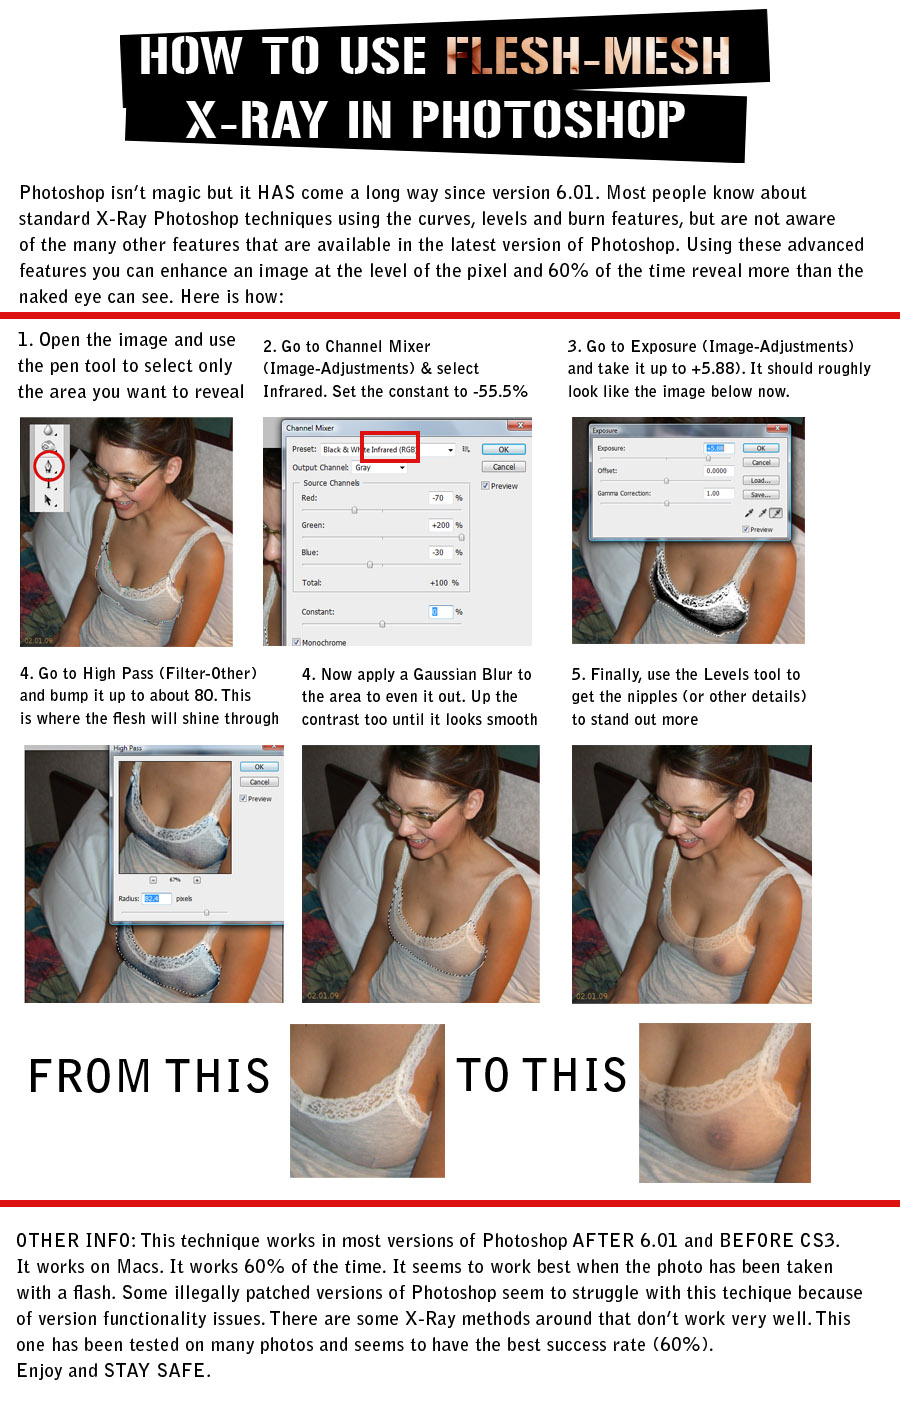 HOW TO USE FLESH-MESH
X-RAY IN PHOTOSHOP
Photoshop isn't magic but it HAS come a long way since version 6.01. Most people know about
standard X-Ray Photoshop techniques using the curves, levels and burn features, but are not aware
of the many other features that are available in the latest version of Photoshop. Using these advanced
features you can enhance an image at the level of the pixel and 60% of the time reveal more than the
naked eye can see. Here is how:
1. Open the image and use
the pen tool to select only
the area you want to reveal
02.01.09
2. Go to Channel Mixer
(Image-Adjustments) & select
Infrared. Set the constant to -55.5%
Channel Mixer
Preset: Black & White Infrared (RGB)
OK
Output Channel: Gray
Cancel
Source Channels
Preview
Red: -70 %
Green: +200 %
Blue: -30 %
Total: +100 %
Constant: 0 %
Monochrome
3. Go to Exposure (Image-Adjustments)
and take it up to +5.88). It should roughly
look like the image below now.
Exposure
Exposure: +5.88
OK
Cancel
Offset: 0.0000
Load...
Gamma Correction: 1.00
Save...
Preview
4. Go to High Pass (Filter-Other)
and bump it up to about 80. This
is where the flesh will shine through
High Pass
OK
Cancel
Preview
67%
Radius: pixels
4. Now apply a Gaussian Blur to
the area to even it out. Up the
contrast too until it looks smooth
02.01.09
5. Finally, use the Levels tool to
get the nipples (or other details)
to stand out more
02.01.09
FROM THIS
TO THIS
OTHER INFO: This technique works in most versions of Photoshop AFTER 6.01 and BEFORE CS3.
It works on Macs. It works 60% of the time. It seems to work best when the photo has been taken
with a flash. Some illegally patched versions of Photoshop seem to struggle with this techique because
of version functionality issues. There are some X-Ray methods around that don't work very well. This
one has been tested on many photos and seems to have the best success rate (60%).
Enjoy and STAY SAFE.